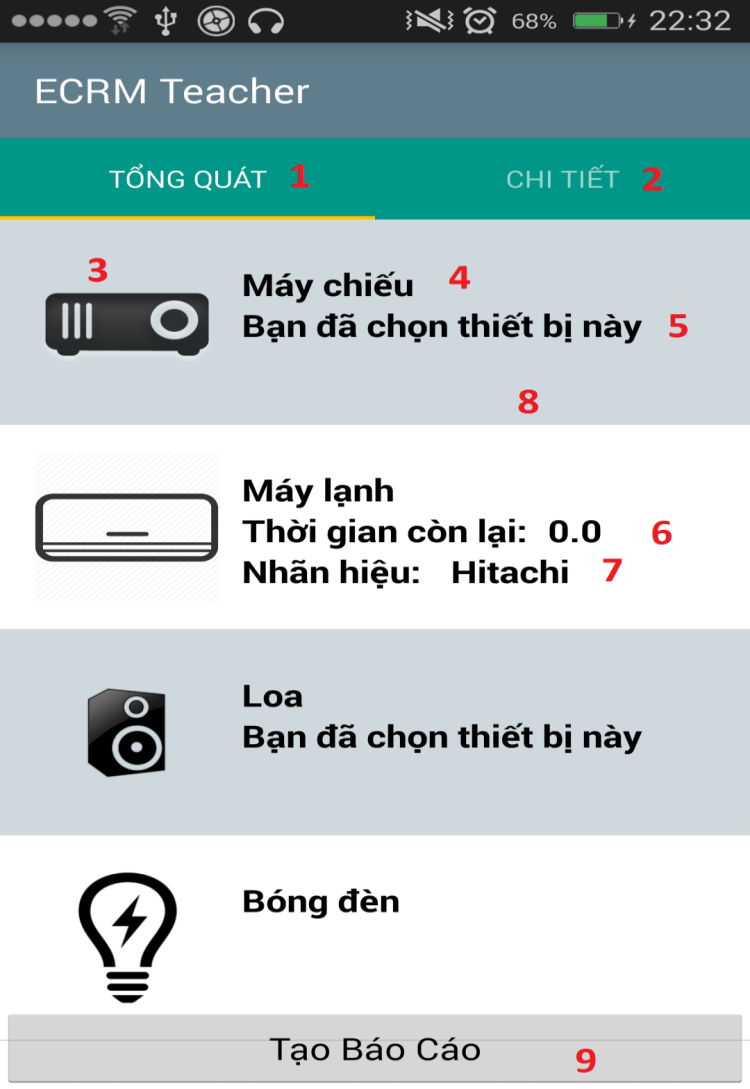 68% 22:32
ECRM Teacher
TỔNG QUÁT 1 CHI TIẾT 2
3
Máy chiếu 4
Bạn đã chọn thiết bị này 5
8
Máy lạnh
Thời gian còn lại: 0.0 6
Nhãn hiệu: Hitachi 7
Loa
Bạn đã chọn thiết bị này
Bóng đèn
Tạo Báo Cáo 9